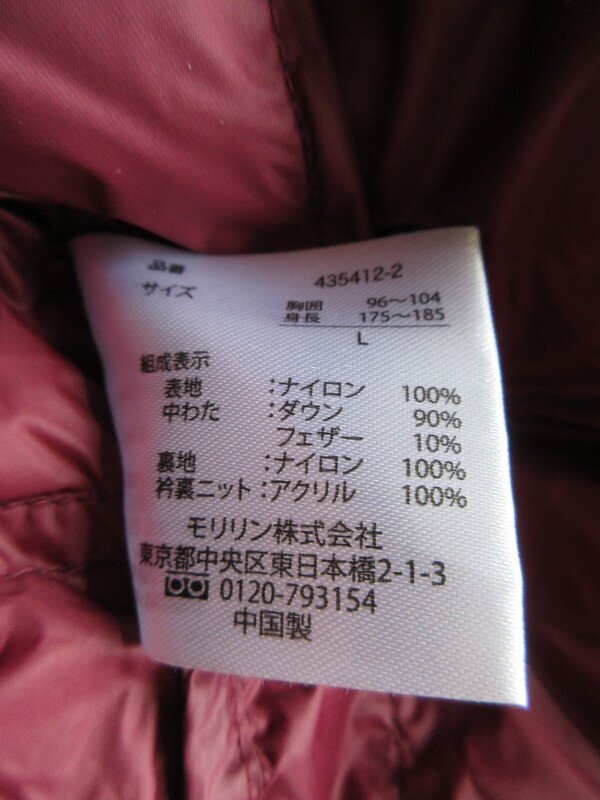 品番 435412-2
サイズ 胸囲 96～104
身長 175～185
L
組成表示
表地 :ナイロン 100%
中わた :ダウン 90%
フェザー 10%
裏地 :ナイロン 100%
衿裏ニット:アクリル 100%
モリリン株式会社
東京都中央区東日本橋2-1-3
0120-793154
中国製